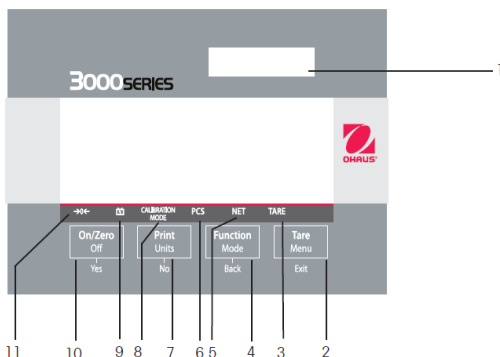 1
3000SERIES
OHAUS
→0← CALIBRATION MODE PCS NET TARE
On/Zero Print Function Tare
Off Units Mode Menu
Yes No Back Exit
11 10 9 8 7 6 5 4 3 2